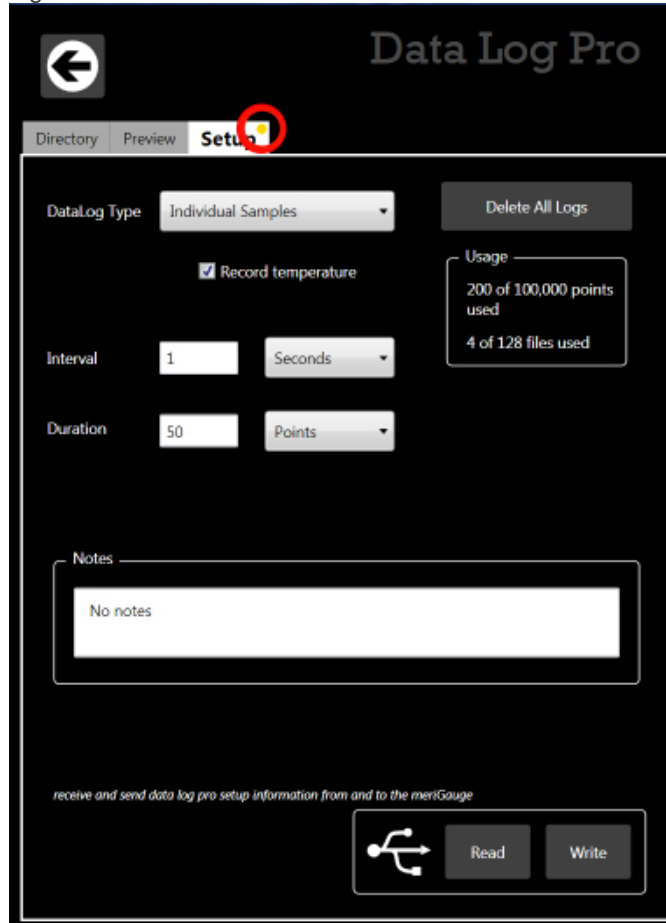 Data Log Pro
Directory Preview Setup
DataLog Type Individual Samples Delete All Logs
Record temperature
Usage
200 of 100,000 points
used
4 of 128 files used
Interval 1 Seconds
Duration 50 Points
Notes
No notes
receive and send data log pro setup information from and to the meriGauge
Read Write